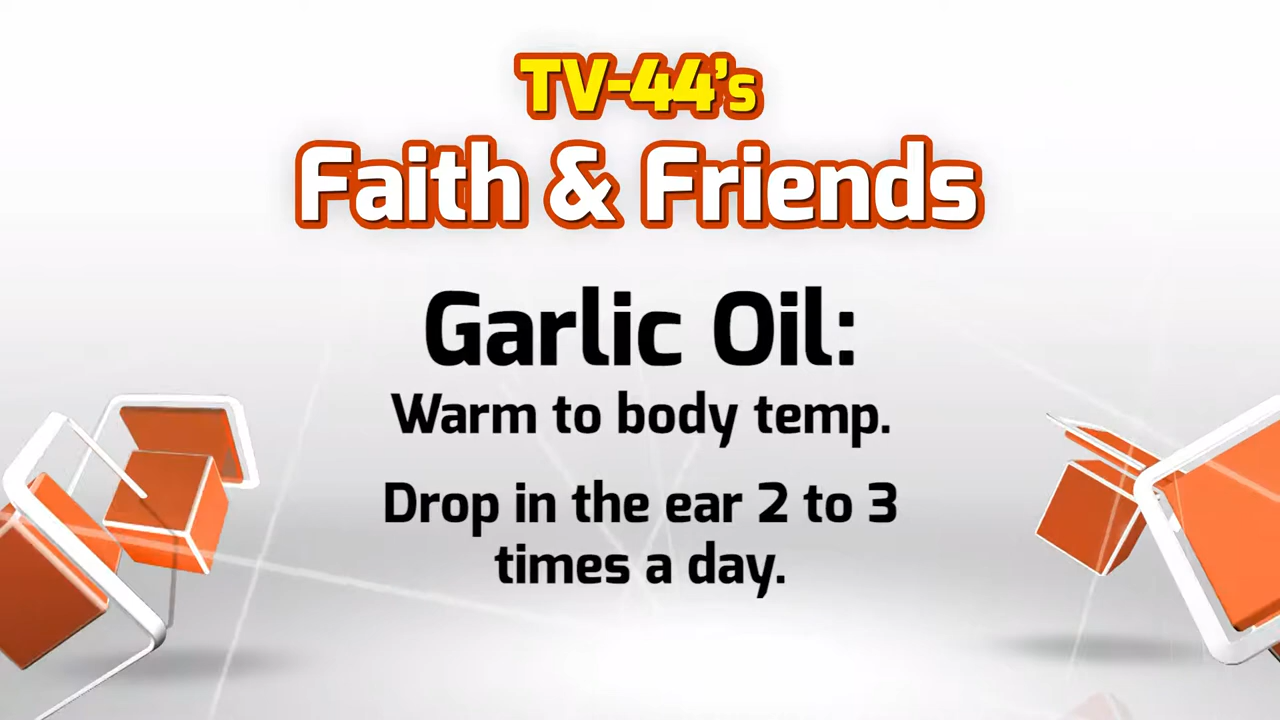 TV-44's
Faith & Friends
Garlic Oil:
Warm to body temp.
Drop in the ear 2 to 3
times a day.